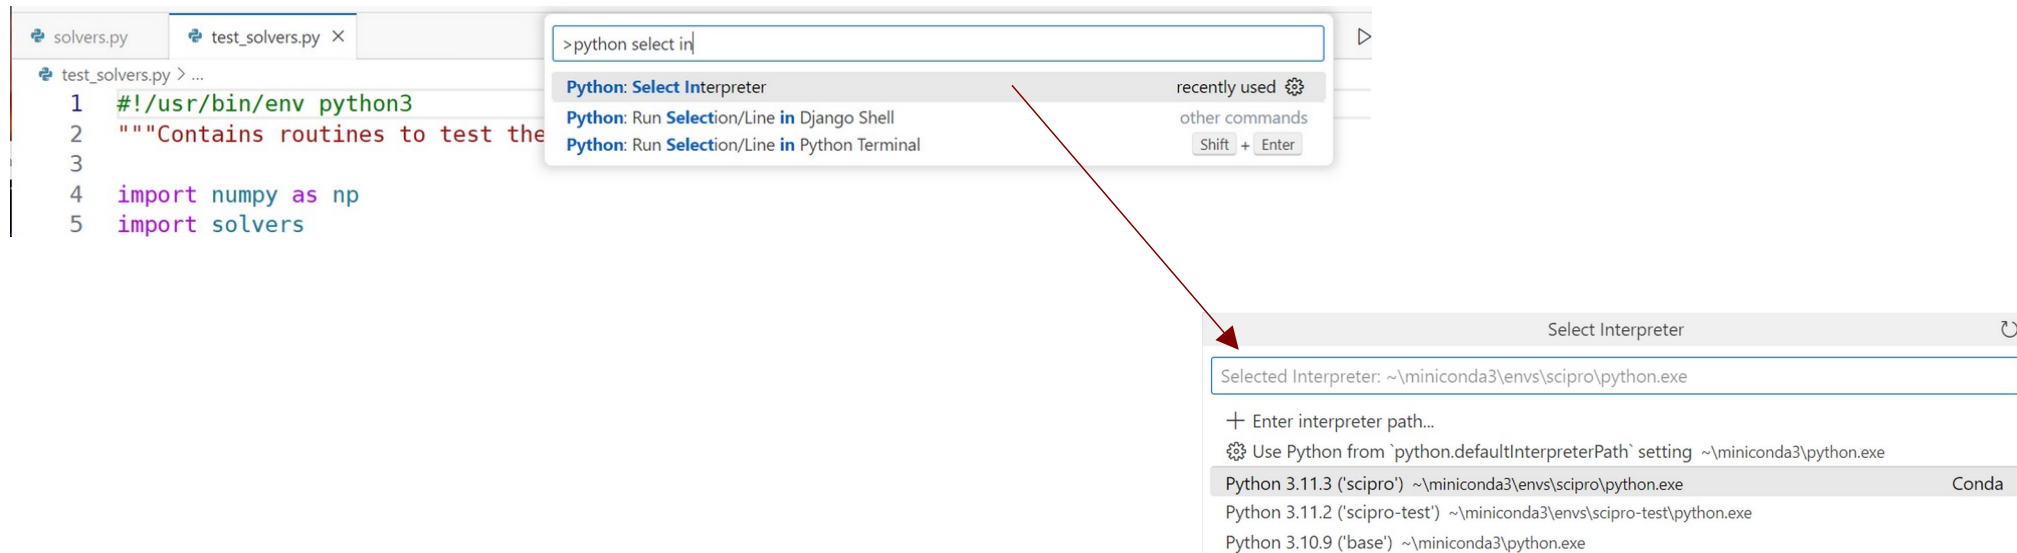 solvers.py
test_solvers.py
test_solvers.py > ...
1 #!/usr/bin/env python3
2 """Contains routines to test the
3
4 import numpy as np
5 import solvers
>python select in
Python: Select Interpreter recently used
Python: Run Selection/Line in Django Shell other commands
Python: Run Selection/Line in Python Terminal Shift + Enter
Select Interpreter
Selected Interpreter: ~\miniconda3\envs\scipro\python.exe
+ Enter interpreter path...
Use Python from `python.defaultInterpreterPath` setting ~\miniconda3\python.exe
Python 3.11.3 ('scipro') ~\miniconda3\envs\scipro\python.exe Conda
Python 3.11.2 ('scipro-test') ~\miniconda3\envs\scipro-test\python.exe
Python 3.10.9 ('base') ~\miniconda3\python.exe